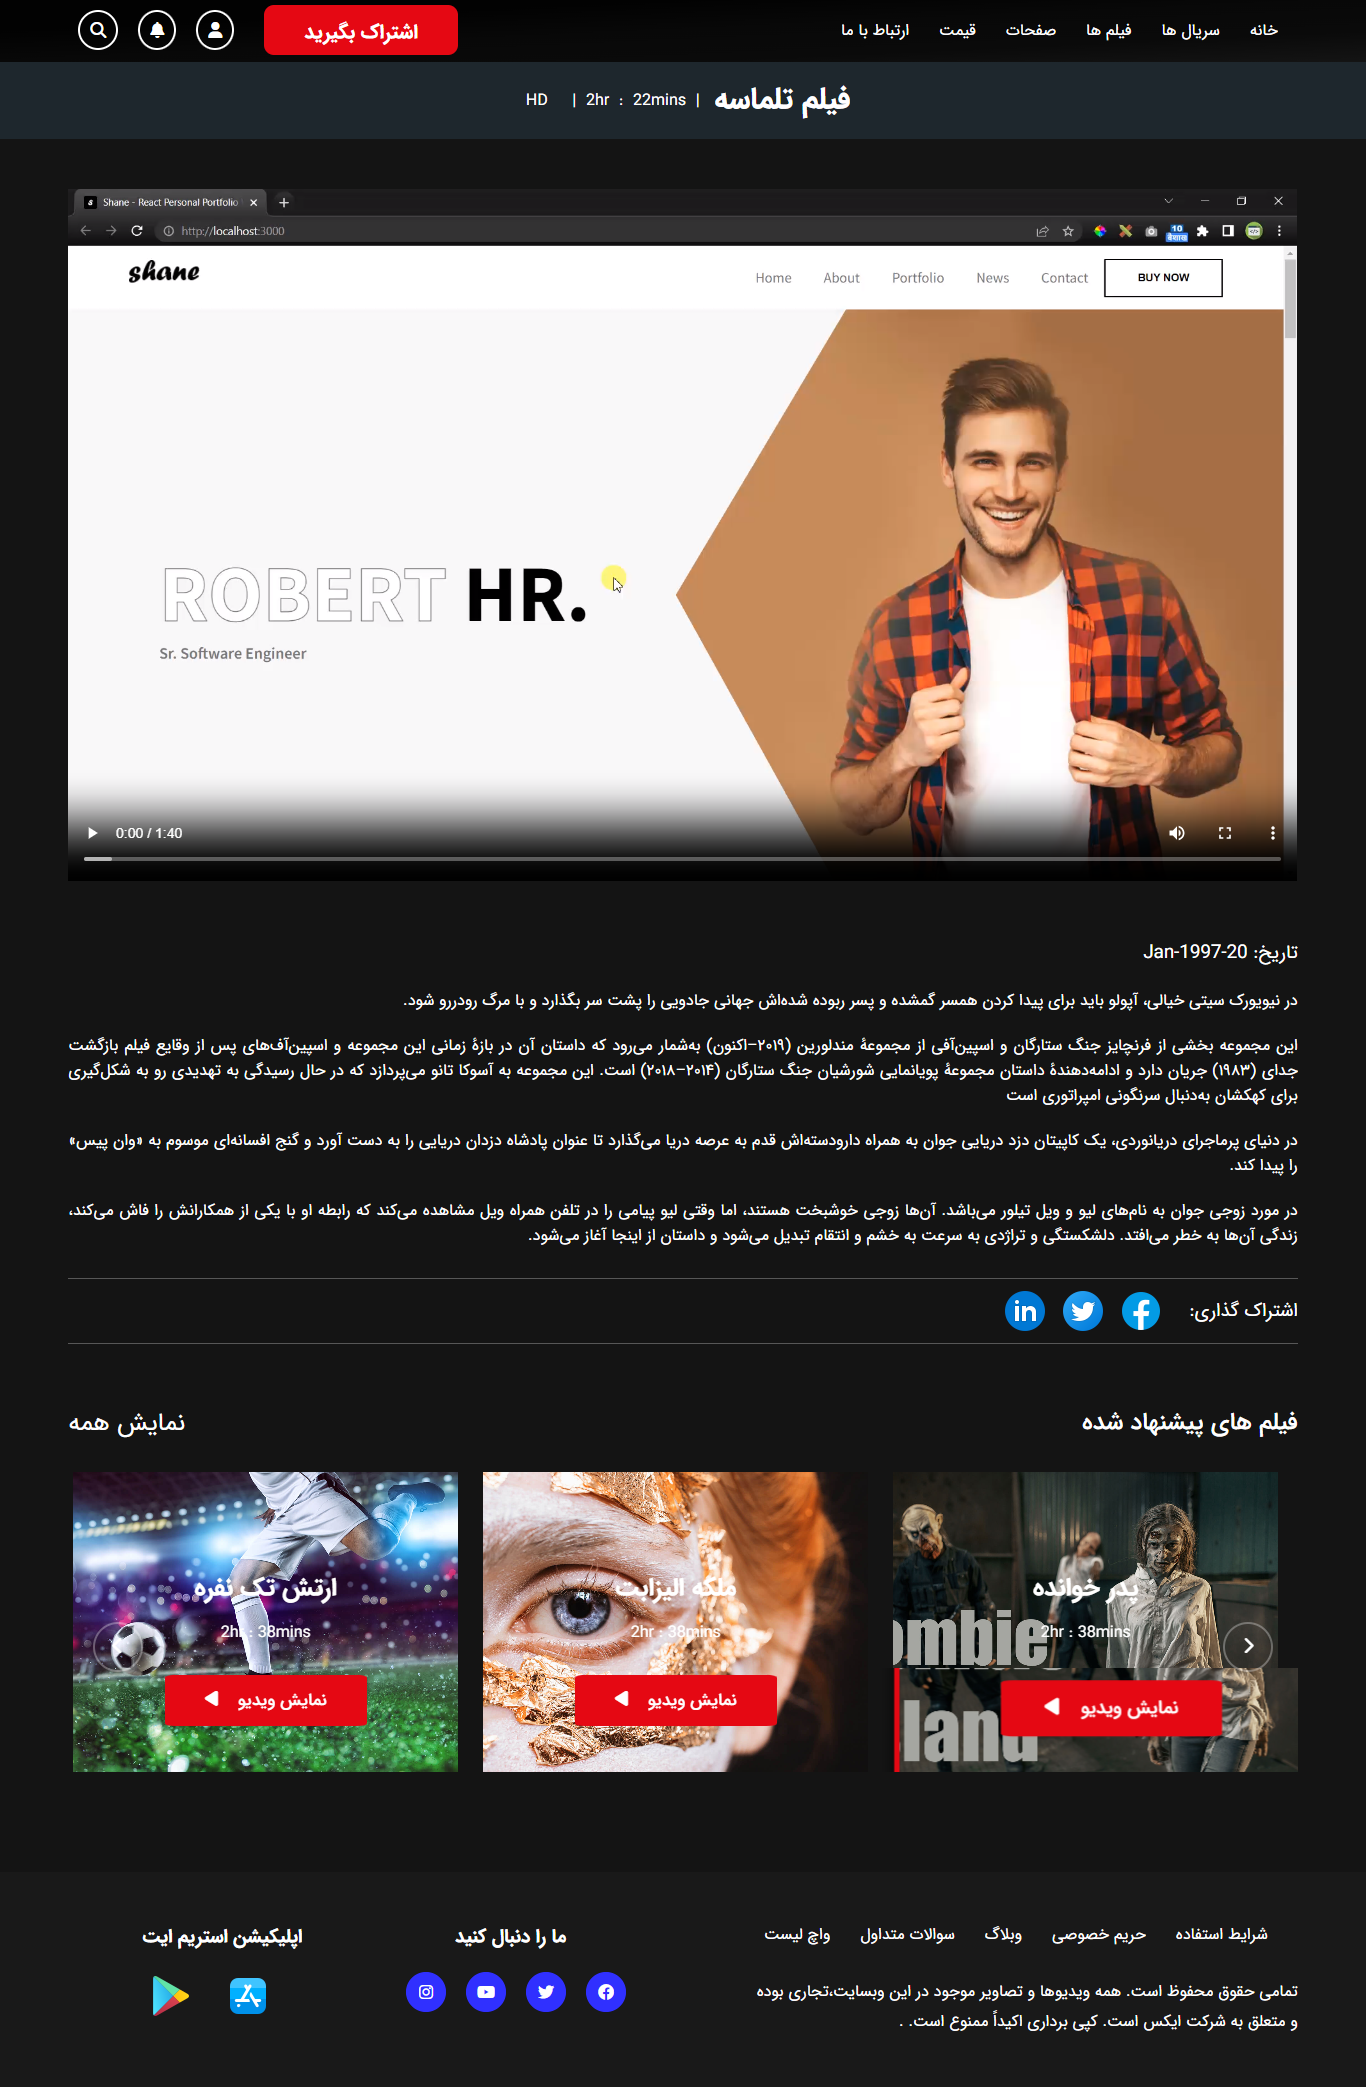 خانه
سریال ها
فیلم ها
صفحات
قیمت
ارتباط با ما
اشتراک بگیرید
فیلم تلماسه | 2hr : 22mins | HD
Shane - React Personal Portfolio
http://localhost:3000
10
shane
Home
About
Portfolio
News
Contact
BUY NOW
ROBERT HR.
Sr. Software Engineer
0:00 / 1:40
تاریخ: 20-Jan-1997
در نیویورک سیتی خیالی، آپولو باید برای پیدا کردن همسر گمشده و پسر ربوده شده‌اش جهانی جادویی را پشت سر بگذارد و با مرگ رودررو شود.
این مجموعه بخشی از فرنچایز جنگ ستارگان و اسپین‌آفی از مجموعهٔ مندلورین (۲۰۱۹–اکنون) به‌شمار می‌رود که داستان آن در بازهٔ زمانی این مجموعه و اسپین‌آف‌های پس از وقایع فیلم بازگشت
جدای (۱۹۸۳) جریان دارد و ادامه‌دهندهٔ داستان مجموعهٔ پویانمایی شورشیان جنگ ستارگان (۲۰۱۴–۲۰۱۸) است. این مجموعه به آسوکا تانو می‌پردازد که در حال رسیدگی به تهدیدی رو به شکل‌گیری
برای کهکشان به‌دنبال سرنگونی امپراتوری است
در دنیای پرماجرای دریانوردی، یک کاپیتان دزد دریایی جوان به همراه دارودسته‌اش قدم به عرصه دریا می‌گذارد تا عنوان پادشاه دزدان دریایی را به دست آورد و گنج افسانه‌ای موسوم به «وان پیس»
را پیدا کند.
در مورد زوجی جوان به نام‌های لیو و ویل تیلور می‌باشد. آن‌ها زوجی خوشبخت هستند، اما وقتی لیو پیامی را در تلفن همراه ویل مشاهده می‌کند که رابطه او با یکی از همکارانش را فاش می‌کند،
زندگی آن‌ها به خطر می‌افتد. دلشکستگی و تراژدی به سرعت به خشم و انتقام تبدیل می‌شود و داستان از اینجا آغاز می‌شود.
اشتراک گذاری:
فیلم های پیشنهاد شده
نمایش همه
پدر خوانده
2hr : 38mins
ombie
land
نمایش ویدیو
ملکه الیزابت
2hr : 38mins
نمایش ویدیو
ارتش تک نفره
2hr : 38mins
نمایش ویدیو
شرایط استفاده
حریم خصوصی
وبلاگ
سوالات متداول
واچ لیست
تمامی حقوق محفوظ است. همه ویدیوها و تصاویر موجود در این وبسایت،تجاری بوده
و متعلق به شرکت ایکس است. کپی برداری اکیداً ممنوع است. .
ما را دنبال کنید
اپلیکیشن استریم ایت